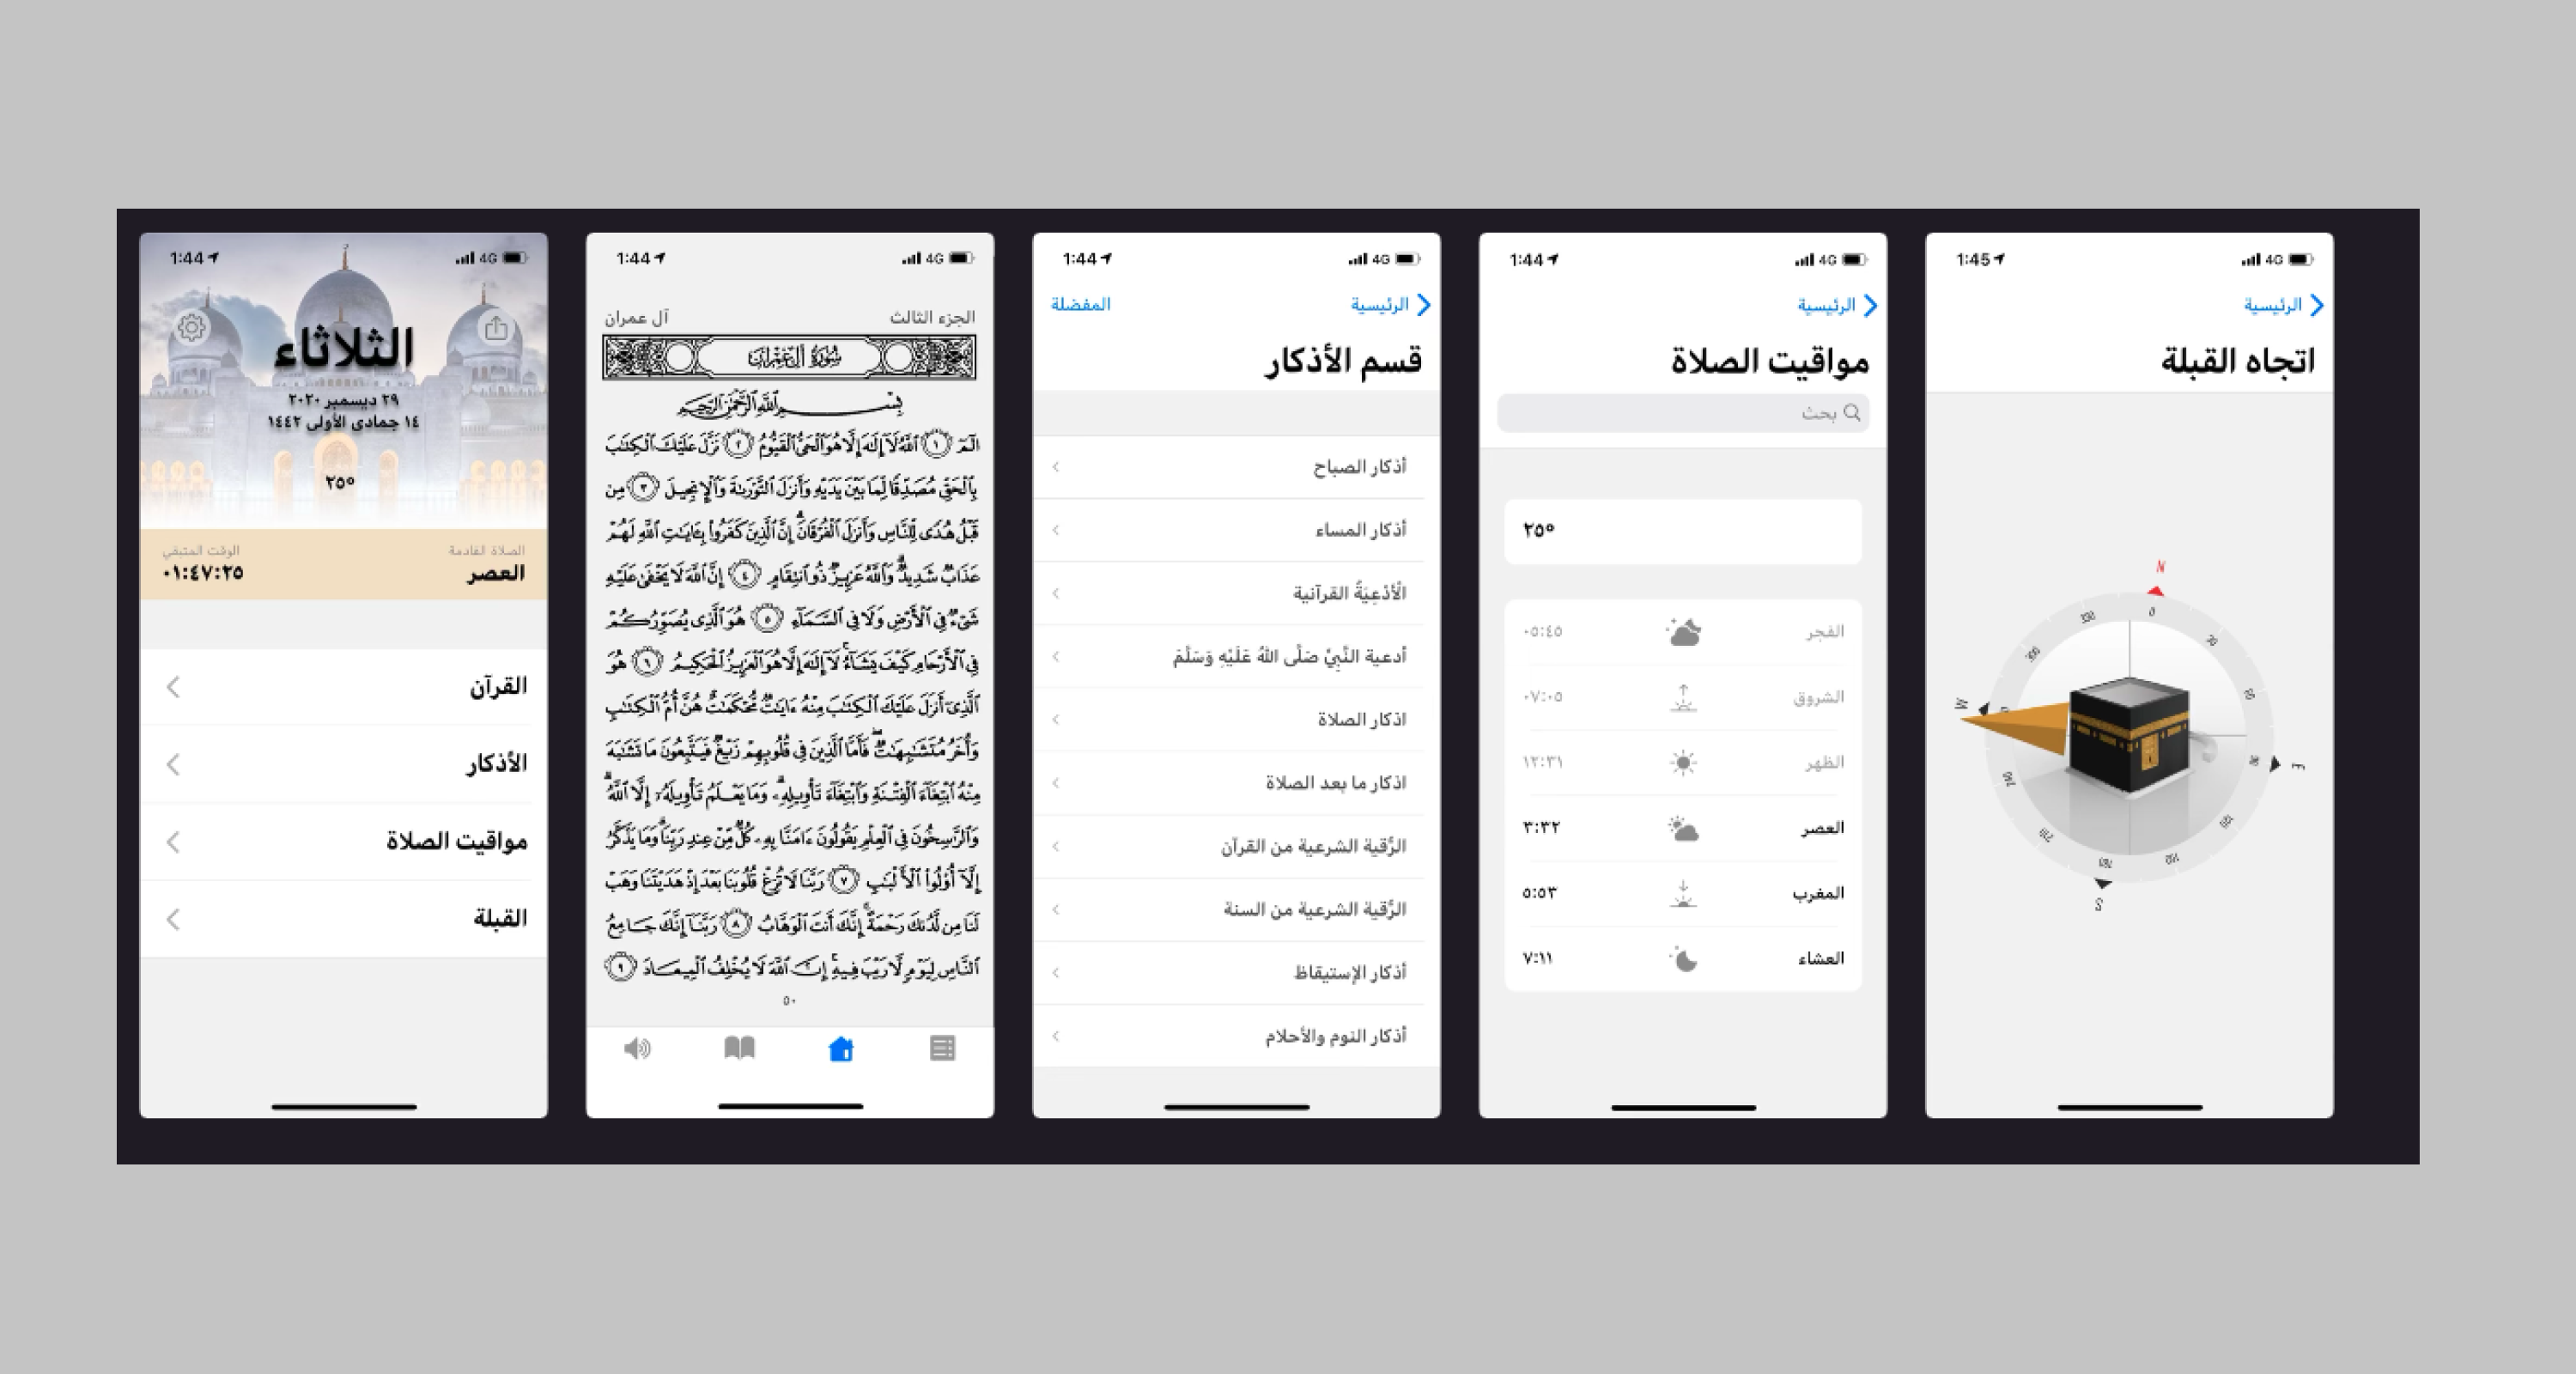 1:44
4G
الثلاثاء
٢٩ ديسمبر ٢٠٢٠
١٤ جمادى الأولى ١٤٤٢
٢٥°
الصلاة القادمة
الوقت المتبقي
العصر
٠١:٤٧:٢٥
القرآن
الأذكار
مواقيت الصلاة
القبلة
1:44
4G
الجزء الثالث
آل عمران
سُورَةُ آلِ عِمْرَانَ
بِسْمِ اللَّهِ الرَّحْمَٰنِ الرَّحِيمِ
الٓمٓ ١ ٱللَّهُ لَآ إِلَٰهَ إِلَّا هُوَ ٱلْحَىُّ ٱلْقَيُّومُ ٢ نَزَّلَ عَلَيْكَ ٱلْكِتَٰبَ
بِٱلْحَقِّ مُصَدِّقًا لِّمَا بَيْنَ يَدَيْهِ وَأَنزَلَ ٱلتَّوْرَىٰةَ وَٱلْإِنجِيلَ ٣ مِن
قَبْلُ هُدًى لِّلنَّاسِ وَأَنزَلَ ٱلْفُرْقَانَ ۗ إِنَّ ٱلَّذِينَ كَفَرُوا۟ بِـَٔايَٰتِ ٱللَّهِ لَهُمْ
عَذَابٌ شَدِيدٌ ۗ وَٱللَّهُ عَزِيزٌ ذُو ٱنتِقَامٍ ٤ إِنَّ ٱللَّهَ لَا يَخْفَىٰ عَلَيْهِ
شَىْءٌ فِى ٱلْأَرْضِ وَلَا فِى ٱلسَّمَآءِ ٥ هُوَ ٱلَّذِى يُصَوِّرُكُمْ
فِى ٱلْأَرْحَامِ كَيْفَ يَشَآءُ ۚ لَآ إِلَٰهَ إِلَّا هُوَ ٱلْعَزِيزُ ٱلْحَكِيمُ ٦ هُوَ
ٱلَّذِىٓ أَنزَلَ عَلَيْكَ ٱلْكِتَٰبَ مِنْهُ ءَايَٰتٌ مُّحْكَمَٰتٌ هُنَّ أُمُّ ٱلْكِتَٰبِ
وَأُخَرُ مُتَشَٰبِهَٰتٌ ۖ فَأَمَّا ٱلَّذِينَ فِى قُلُوبِهِمْ زَيْغٌ فَيَتَّبِعُونَ مَا تَشَٰبَهَ
مِنْهُ ٱبْتِغَآءَ ٱلْفِتْنَةِ وَٱبْتِغَآءَ تَأْوِيلِهِۦ ۗ وَمَا يَعْلَمُ تَأْوِيلَهُۥٓ إِلَّا ٱللَّهُ ۗ
وَٱلرَّٰسِخُونَ فِى ٱلْعِلْمِ يَقُولُونَ ءَامَنَّا بِهِۦ كُلٌّ مِّنْ عِندِ رَبِّنَا ۗ وَمَا يَذَّكَّرُ
إِلَّآ أُو۟لُوا۟ ٱلْأَلْبَٰبِ ٧ رَبَّنَا لَا تُزِغْ قُلُوبَنَا بَعْدَ إِذْ هَدَيْتَنَا وَهَبْ
لَنَا مِن لَّدُنكَ رَحْمَةً ۚ إِنَّكَ أَنتَ ٱلْوَهَّابُ ٨ رَبَّنَآ إِنَّكَ جَامِعُ
ٱلنَّاسِ لِيَوْمٍ لَّا رَيْبَ فِيهِ ۚ إِنَّ ٱللَّهَ لَا يُخْلِفُ ٱلْمِيعَادَ ٩
٥٠
1:44
4G
الرئيسية
المفضلة
قسم الأذكار
أذكار الصباح
أذكار المساء
الْأَدْعِيَةُ القرآنية
أدعية النَّبِيِّ صَلَّى اللهُ عَلَيْهِ وَسَلَّمَ
اذكار الصلاة
اذكار ما بعد الصلاة
الرُّقية الشرعية من القرآن
الرُّقية الشرعية من السنة
أذكار الإستيقاظ
أذكار النوم والأحلام
1:44
4G
الرئيسية
مواقيت الصلاة
بحث
٢٥°
الفجر ٠٥:٤٥
الشروق ٠٧:٠٥
الظهر ١٢:٣١
العصر ٣:٣٢
المغرب ٥:٥٣
العشاء ٧:١١
1:45
4G
الرئيسية
اتجاه القبلة
N
0
W
E
S